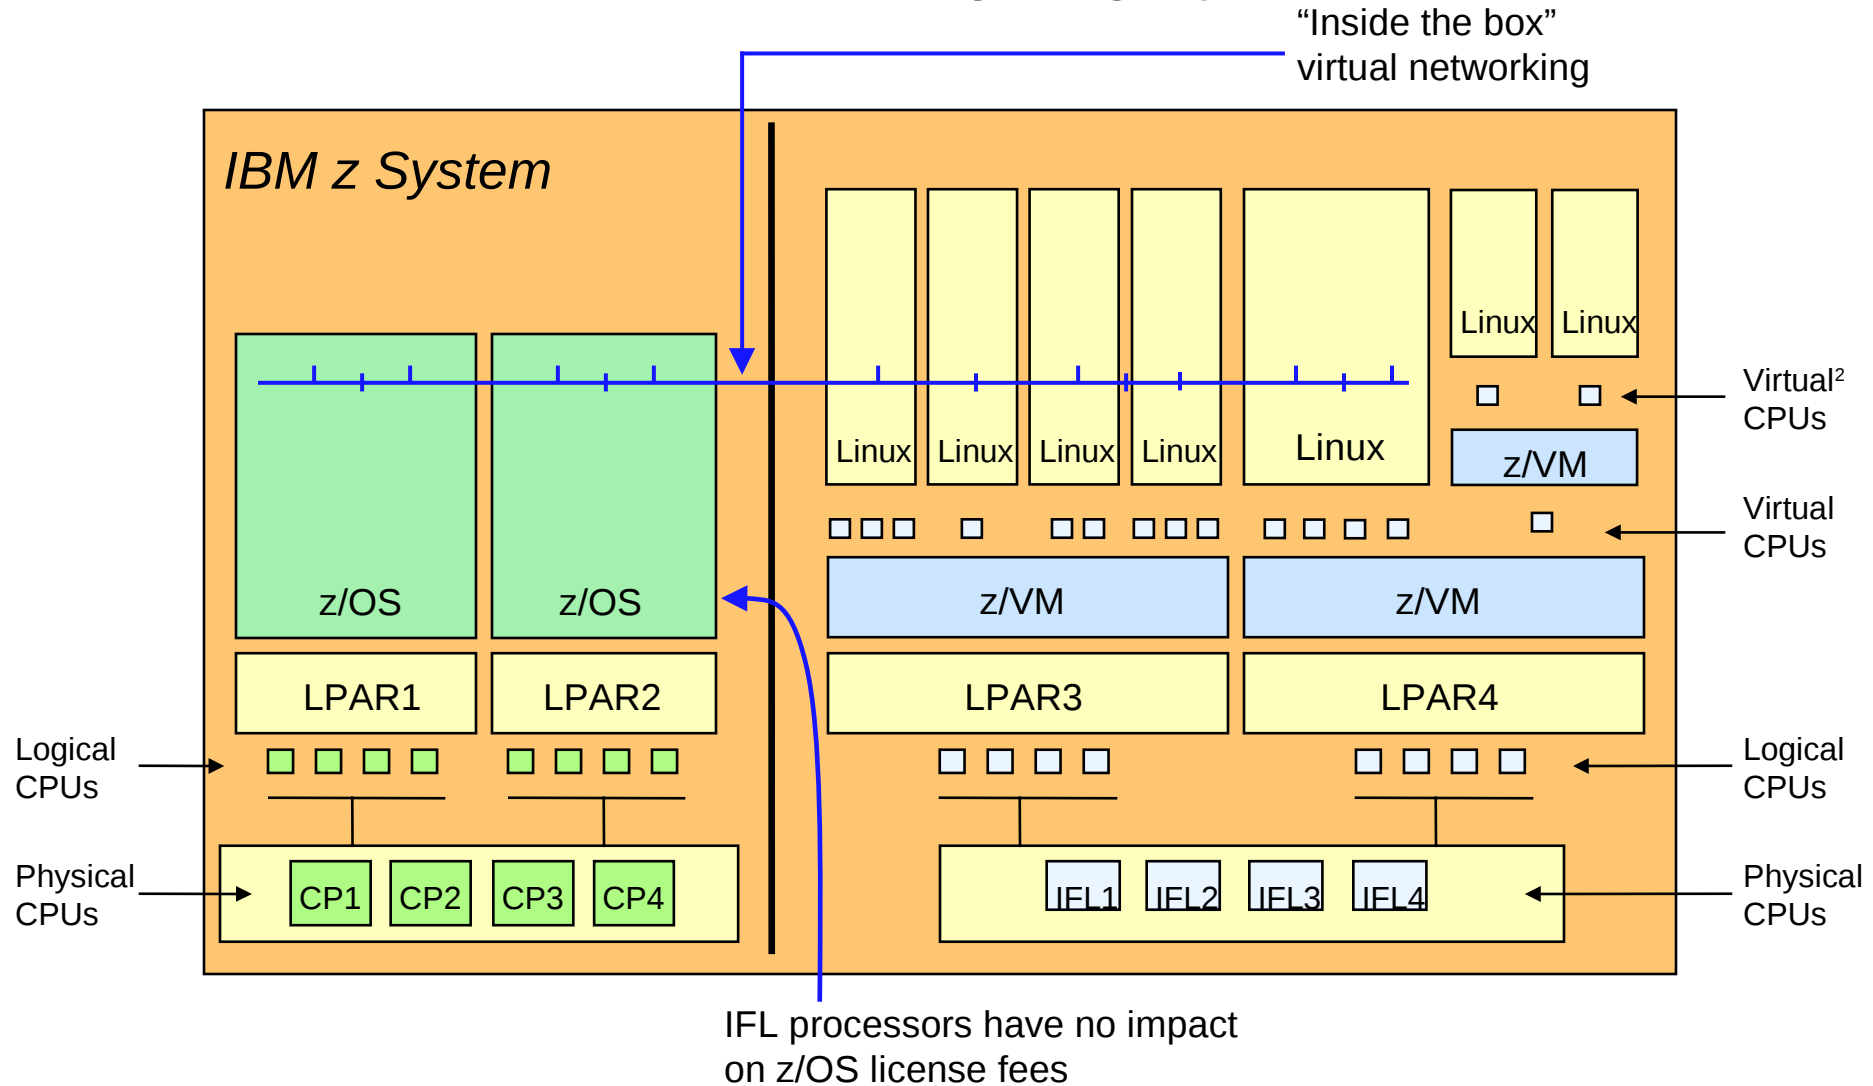 “Inside the box”
virtual networking
IBM z System
Linux Linux
Virtual²
CPUs
Linux Linux Linux Linux Linux
z/VM
Virtual
CPUs
z/OS z/OS z/VM z/VM
LPAR1 LPAR2 LPAR3 LPAR4
Logical
CPUs
Logical
CPUs
Physical
CPUs
CP1 CP2 CP3 CP4
IFL1 IFL2 IFL3 IFL4
Physical
CPUs
IFL processors have no impact
on z/OS license fees